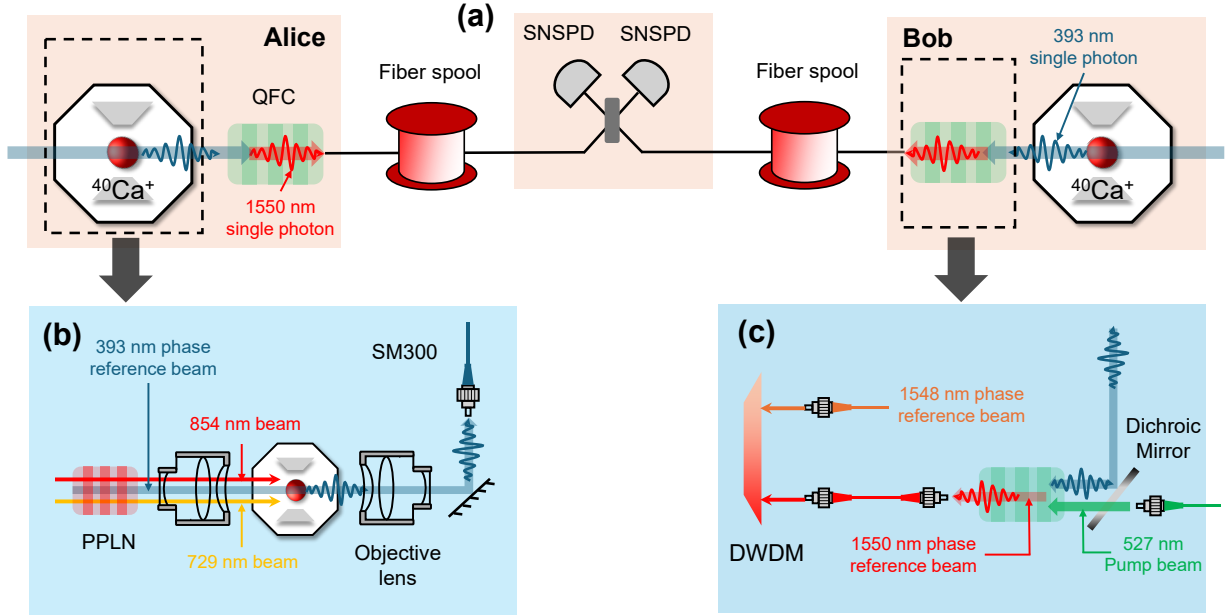 (a)
Alice
SNSPD SNSPD
Bob
393 nm
single photon
Fiber spool
Fiber spool
QFC
⁴⁰Ca⁺
⁴⁰Ca⁺
1550 nm
single photon
(b)
393 nm phase
reference beam
SM300
854 nm beam
PPLN
729 nm beam
Objective
lens
(c)
1548 nm phase
reference beam
Dichroic
Mirror
DWDM
1550 nm phase
reference beam
527 nm
Pump beam